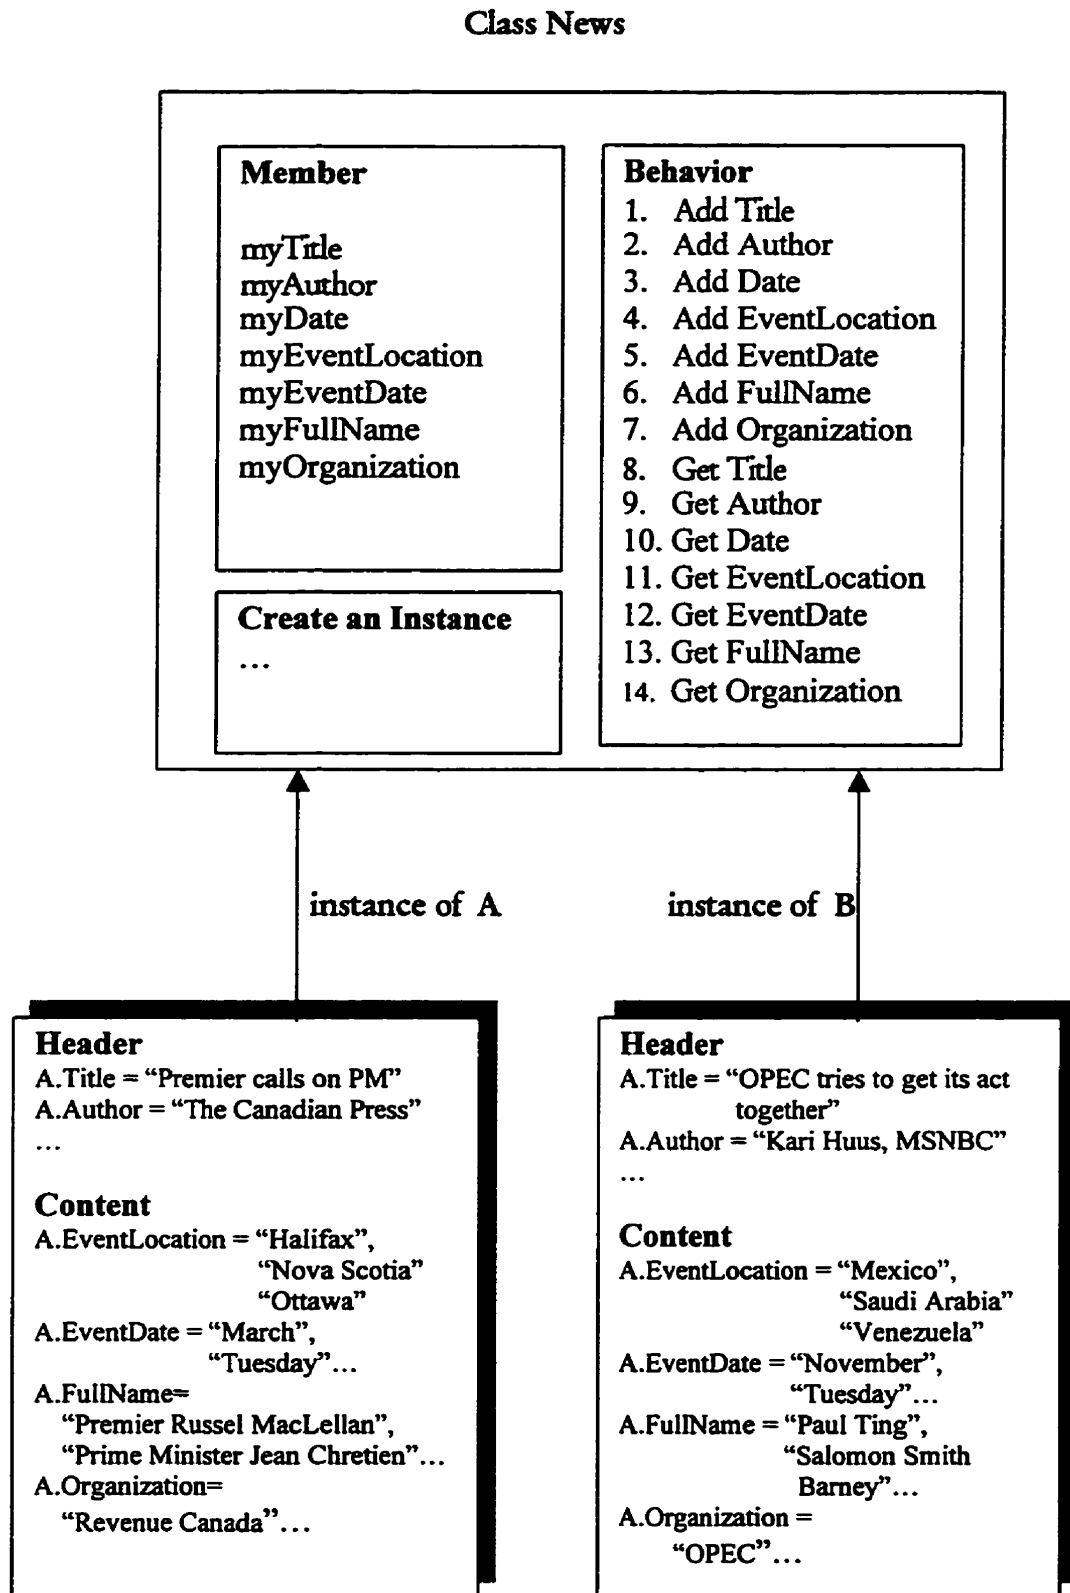 Class News
Member
myTitle
myAuthor
myDate
myEventLocation
myEventDate
myFullName
myOrganization
Create an Instance
...
Behavior
1. Add Title
2. Add Author
3. Add Date
4. Add EventLocation
5. Add EventDate
6. Add FullName
7. Add Organization
8. Get Title
9. Get Author
10. Get Date
11. Get EventLocation
12. Get EventDate
13. Get FullName
14. Get Organization
instance of A
instance of B
Header
A.Title = “Premier calls on PM”
A.Author = “The Canadian Press”
...
Content
A.EventLocation = “Halifax”,
“Nova Scotia”
“Ottawa”
A.EventDate = “March”,
“Tuesday”...
A.FullName=
“Premier Russel MacLellan”,
“Prime Minister Jean Chretien”...
A.Organization=
“Revenue Canada”...
Header
A.Title = “OPEC tries to get its act
together”
A.Author = “Kari Huus, MSNBC”
...
Content
A.EventLocation = “Mexico”,
“Saudi Arabia”
“Venezuela”
A.EventDate = “November”,
“Tuesday”...
A.FullName = “Paul Ting”,
“Salomon Smith
Barney”...
A.Organization =
“OPEC”...